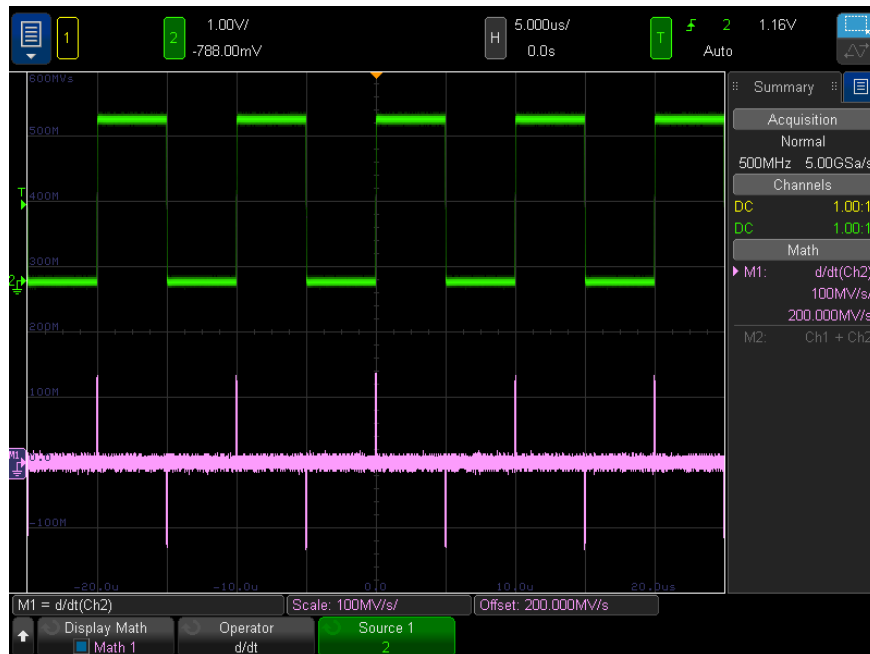 1
2
1.00V/
-788.00mV
H
5.000us/
0.0s
T
2
1.16V
Auto
600MVs
500M
400M
300M
200M
100M
0.0
-100M
T
2
M1
-20.0u
-10.0u
0.0
10.0u
20.0us
Summary
Acquisition
Normal
500MHz 5.00GSa/s
Channels
DC 1.00:1
DC 1.00:1
Math
M1: d/dt(Ch2)
100MV/s/
200.000MV/s
M2: Ch1 + Ch2
M1 = d/dt(Ch2)
Scale: 100MV/s/
Offset: 200.000MV/s
Display Math
Math 1
Operator
d/dt
Source 1
2